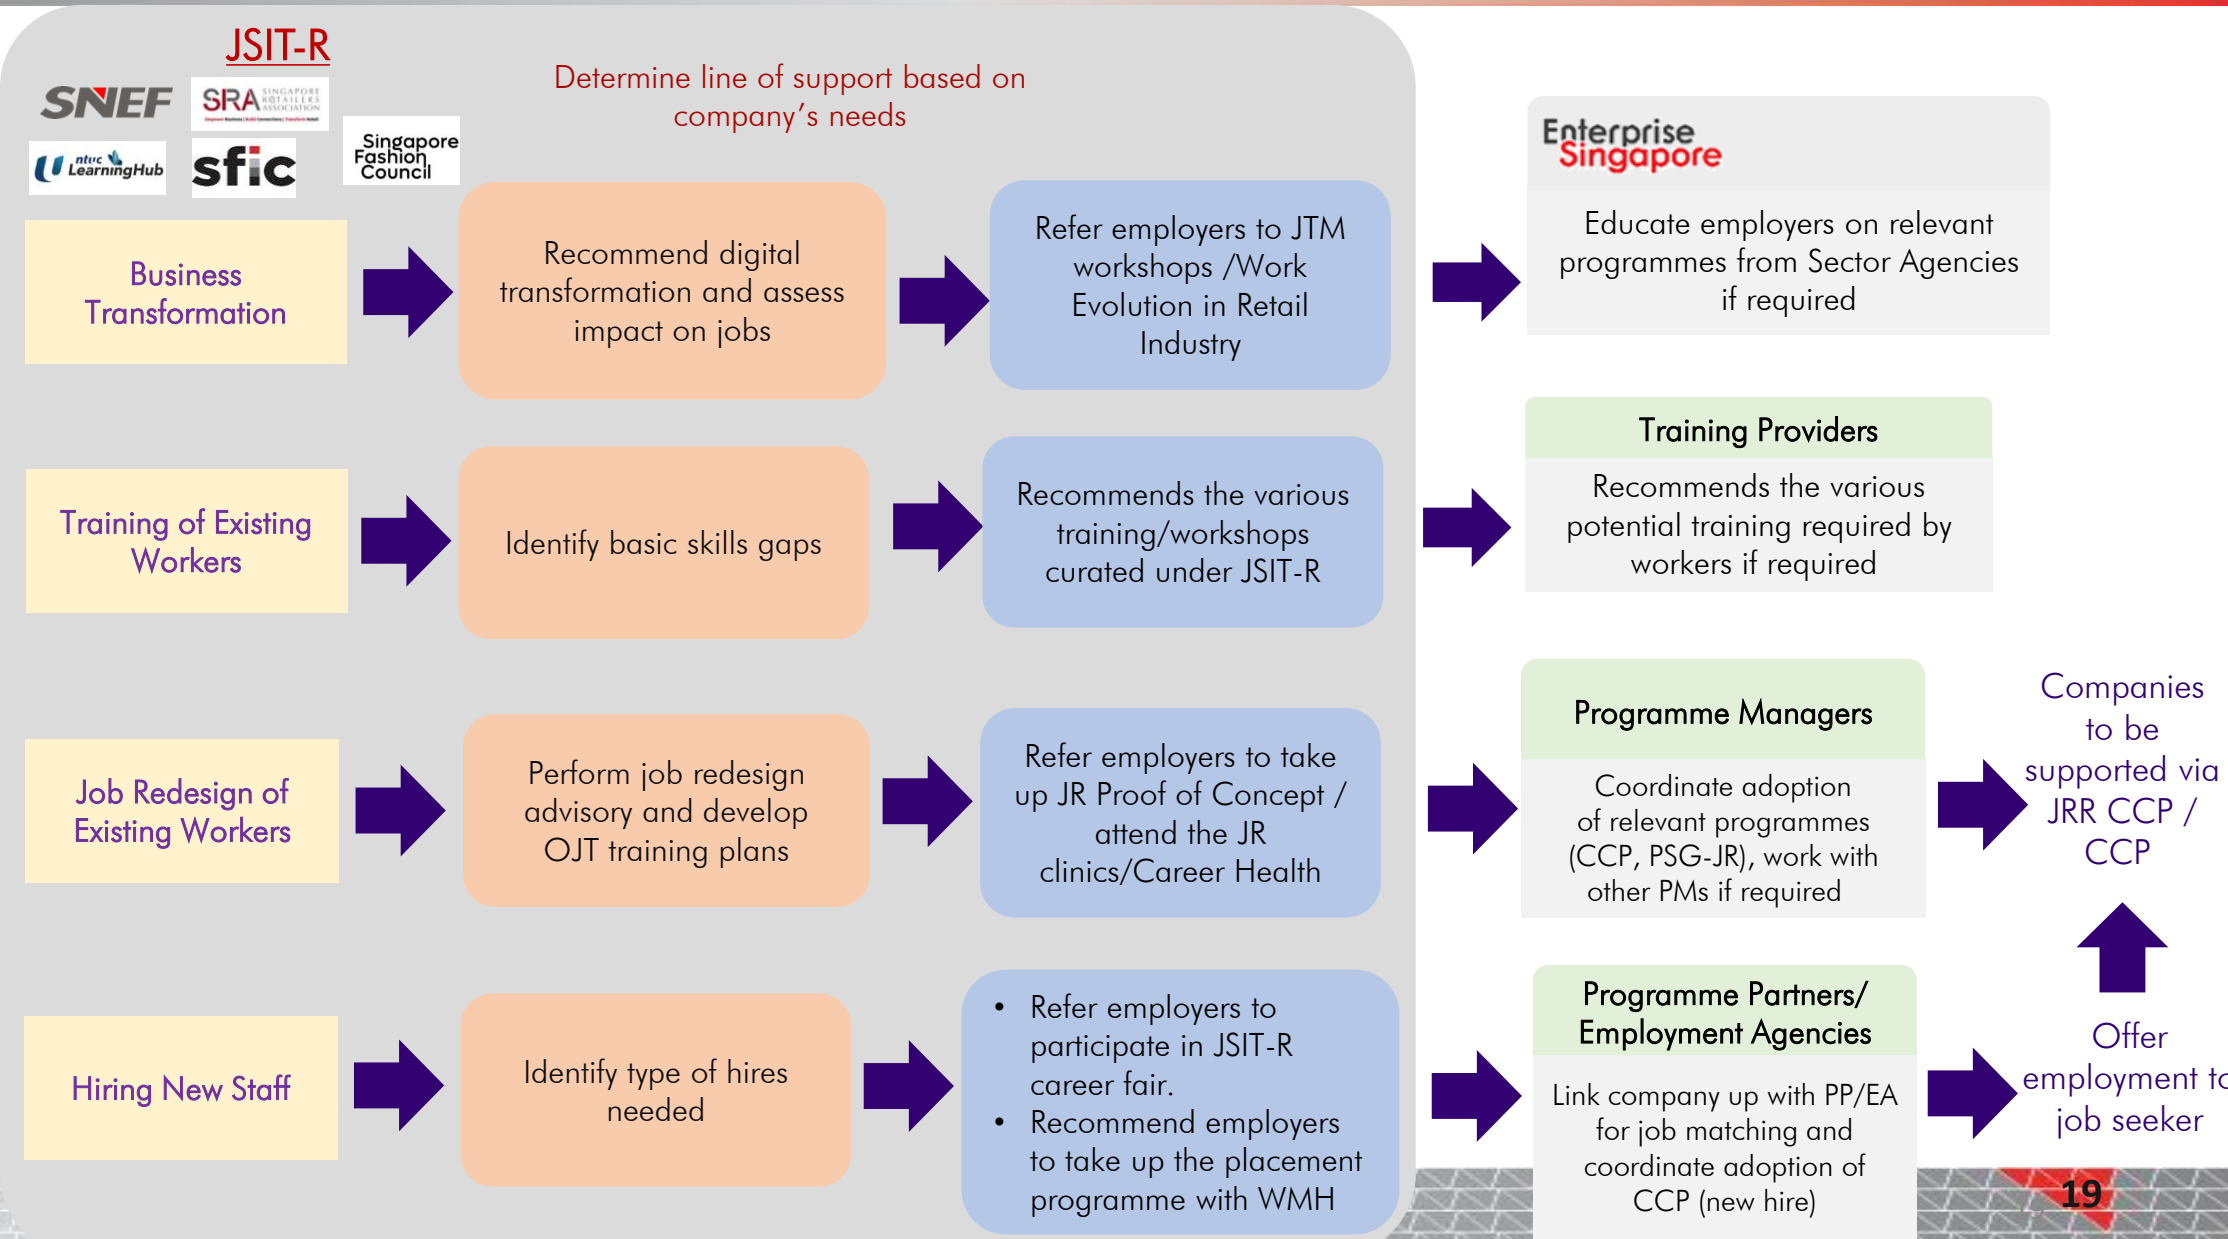 JSIT-R
SNEF
SRA SINGAPORE
RETAILERS
ASSOCIATION
ntuc
LearningHub
sfic
Singapore
Fashion
Council
Determine line of support based on
company's needs
Business
Transformation
Recommend digital
transformation and assess
impact on jobs
Refer employers to JTM
workshops /Work
Evolution in Retail
Industry
Enterprise
Singapore
Educate employers on relevant
programmes from Sector Agencies
if required
Training of Existing
Workers
Identify basic skills gaps
Recommends the various
training/workshops
curated under JSIT-R
Training Providers
Recommends the various
potential training required by
workers if required
Job Redesign of
Existing Workers
Perform job redesign
advisory and develop
OJT training plans
Refer employers to take
up JR Proof of Concept /
attend the JR
clinics/Career Health
Programme Managers
Coordinate adoption
of relevant programmes
(CCP, PSG-JR), work with
other PMs if required
Companies
to be
supported via
JRR CCP /
CCP
Hiring New Staff
Identify type of hires
needed
• Refer employers to
participate in JSIT-R
career fair.
• Recommend employers
to take up the placement
programme with WMH
Programme Partners/
Employment Agencies
Link company up with PP/EA
for job matching and
coordinate adoption of
CCP (new hire)
Offer
employment to
job seeker
19